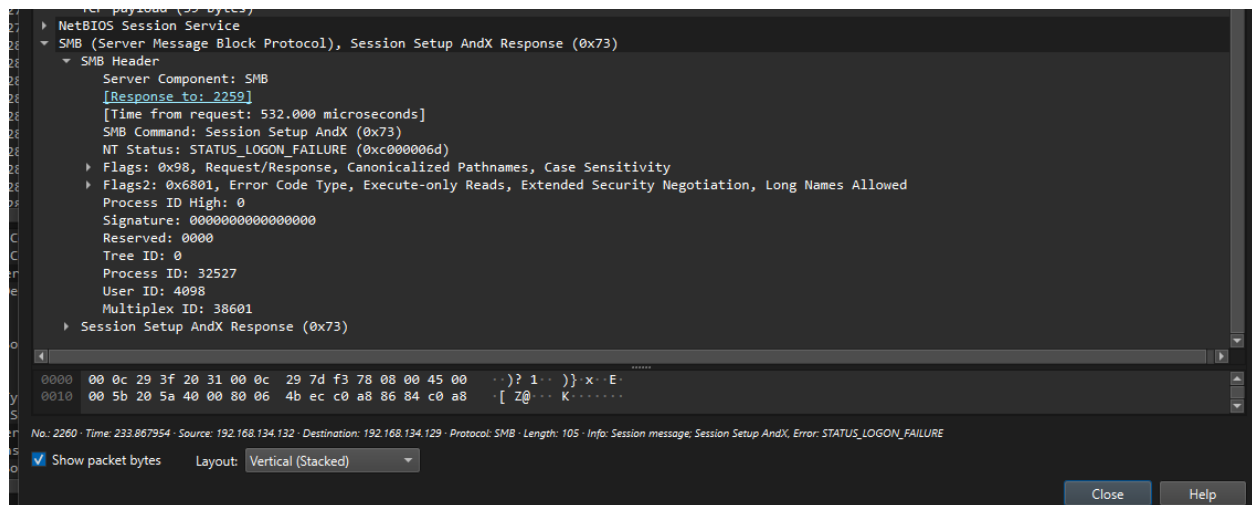 TCP payload (39 bytes)
NetBIOS Session Service
SMB (Server Message Block Protocol), Session Setup AndX Response (0x73)
SMB Header
Server Component: SMB
[Response to: 2259]
[Time from request: 532.000 microseconds]
SMB Command: Session Setup AndX (0x73)
NT Status: STATUS_LOGON_FAILURE (0xc000006d)
Flags: 0x98, Request/Response, Canonicalized Pathnames, Case Sensitivity
Flags2: 0x6801, Error Code Type, Execute-only Reads, Extended Security Negotiation, Long Names Allowed
Process ID High: 0
Signature: 0000000000000000
Reserved: 0000
Tree ID: 0
Process ID: 32527
User ID: 4098
Multiplex ID: 38601
Session Setup AndX Response (0x73)
0000 00 0c 29 3f 20 31 00 0c 29 7d f3 78 08 00 45 00 ··)? 1·· )}·x··E·
0010 00 5b 20 5a 40 00 80 06 4b ec c0 a8 86 84 c0 a8 ·[ Z@··· K·······
No.: 2260 · Time: 233.867954 · Source: 192.168.134.132 · Destination: 192.168.134.129 · Protocol: SMB · Length: 105 · Info: Session message; Session Setup AndX, Error: STATUS_LOGON_FAILURE
Show packet bytes Layout: Vertical (Stacked)
Close Help